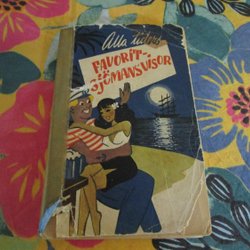 Alla tiders
FAVORIT-
SJÖMANSVISOR